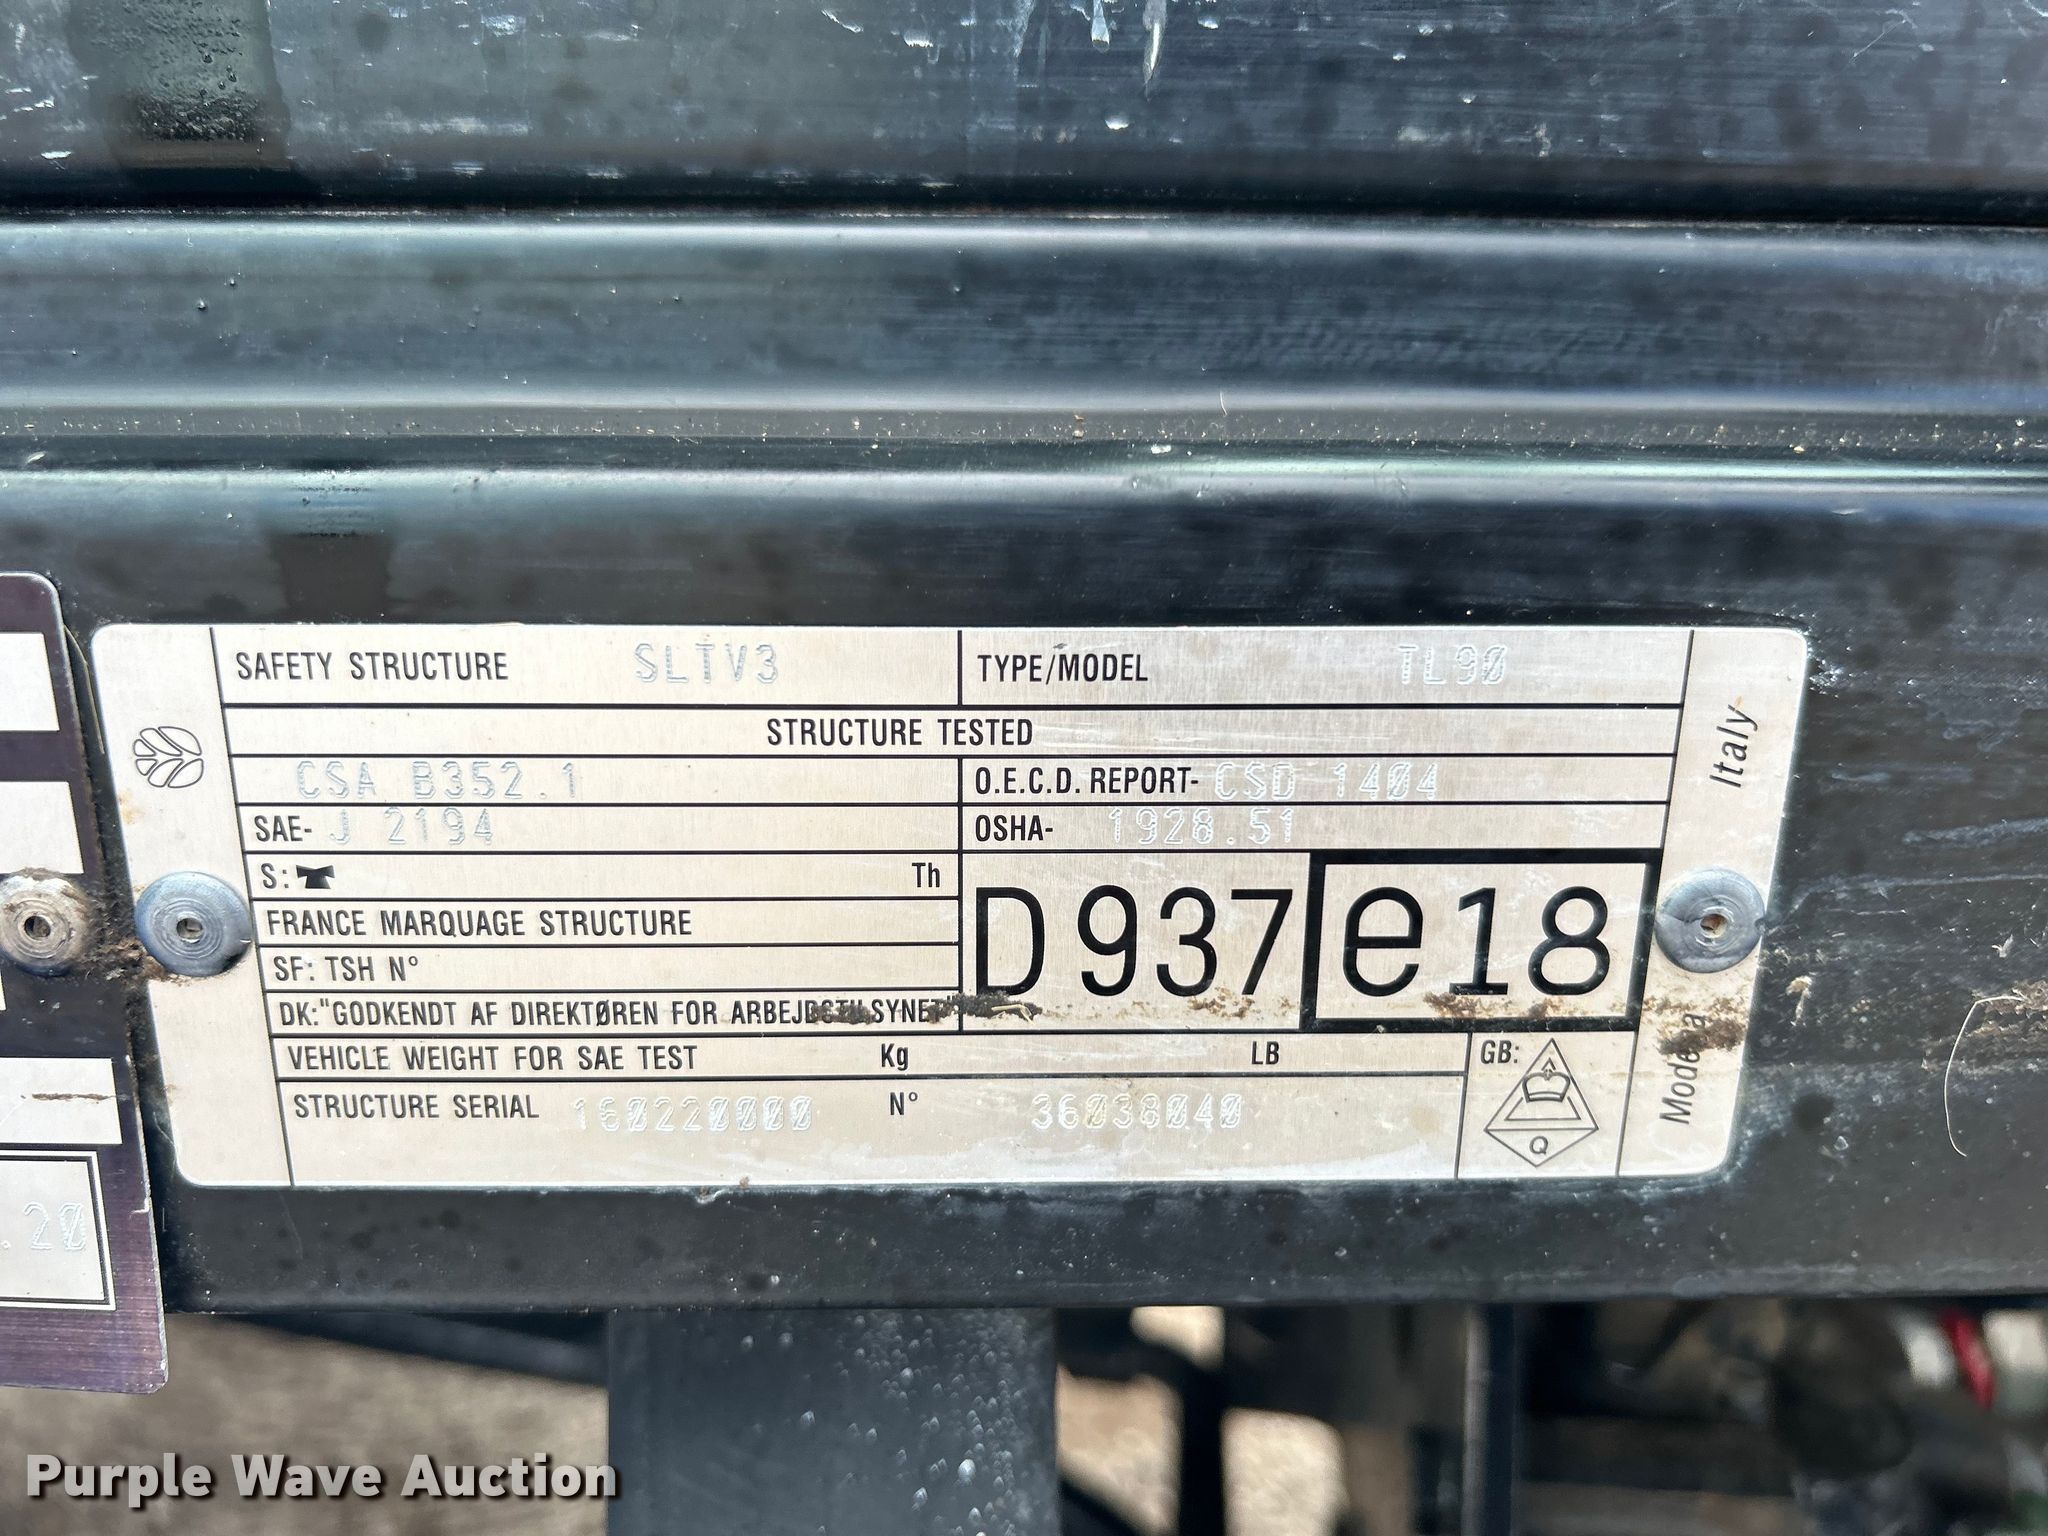 SAFETY STRUCTURE SLTV3 TYPE/MODEL TL90
STRUCTURE TESTED
CSA B352.1 O.E.C.D. REPORT- CSD 1404
SAE- J 2194 OSHA- 1928.51
S: Th
FRANCE MARQUAGE STRUCTURE
D 937 e18
SF: TSH N°
DK:"GODKENDT AF DIREKTØREN FOR ARBEJDSTILSYNET"
VEHICLE WEIGHT FOR SAE TEST Kg LB GB:
STRUCTURE SERIAL 160220000 N° 36038040
Q
Italy
Modena
.20
Purple Wave Auction